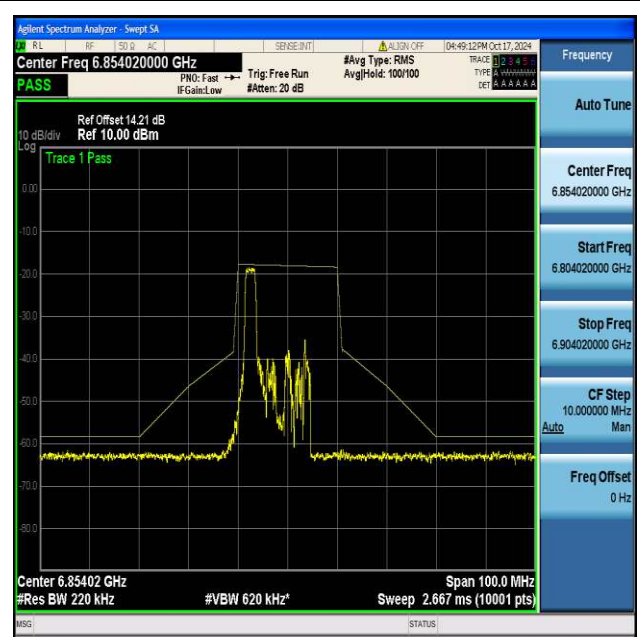 Agilent Spectrum Analyzer - Swept SA
RL RF 50 Ω AC SENSE:INT ALIGN OFF 04:49:12PM Oct 17, 2024
Center Freq 6.854020000 GHz #Avg Type: RMS TRACE 1 2 3 4 5 6
PNO: Fast Trig: Free Run Avg|Hold: 100/100 TYPE
PASS IFGain:Low #Atten: 20 dB DET A A A A A A
Ref Offset 14.21 dB
10 dB/div Ref 10.00 dBm
Log
Trace 1 Pass
0.00
-10.0
-20.0
-30.0
-40.0
-50.0
-60.0
-70.0
-80.0
Center 6.85402 GHz Span 100.0 MHz
#Res BW 220 kHz #VBW 620 kHz* Sweep 2.667 ms (10001 pts)
MSG STATUS
Frequency
Auto Tune
Center Freq
6.854020000 GHz
Start Freq
6.804020000 GHz
Stop Freq
6.904020000 GHz
CF Step
10.000000 MHz
Auto Man
Freq Offset
0 Hz